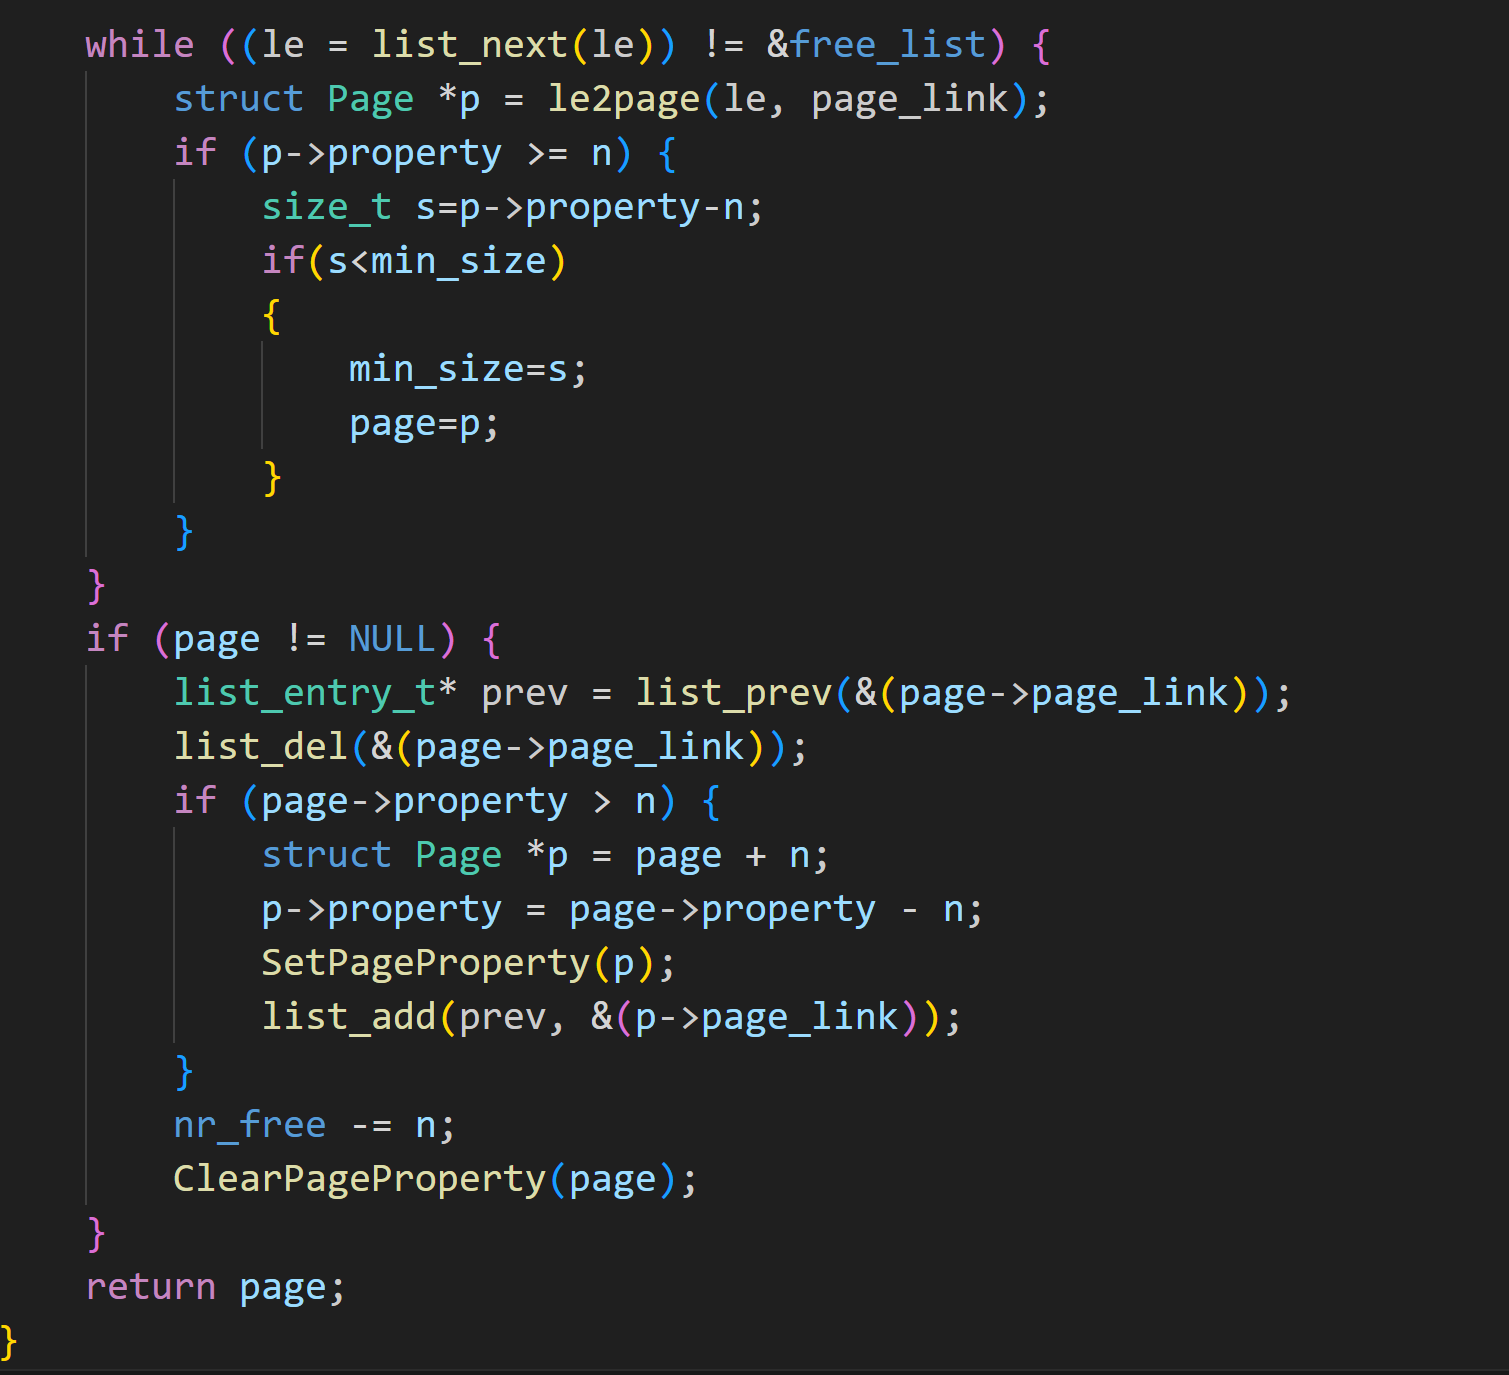 while ((le = list_next(le)) != &free_list) {
    struct Page *p = le2page(le, page_link);
    if (p->property >= n) {
        size_t s=p->property-n;
        if(s<min_size)
        {
            min_size=s;
            page=p;
        }
    }
}
if (page != NULL) {
    list_entry_t* prev = list_prev(&(page->page_link));
    list_del(&(page->page_link));
    if (page->property > n) {
        struct Page *p = page + n;
        p->property = page->property - n;
        SetPageProperty(p);
        list_add(prev, &(p->page_link));
    }
    nr_free -= n;
    ClearPageProperty(page);
}
return page;
}